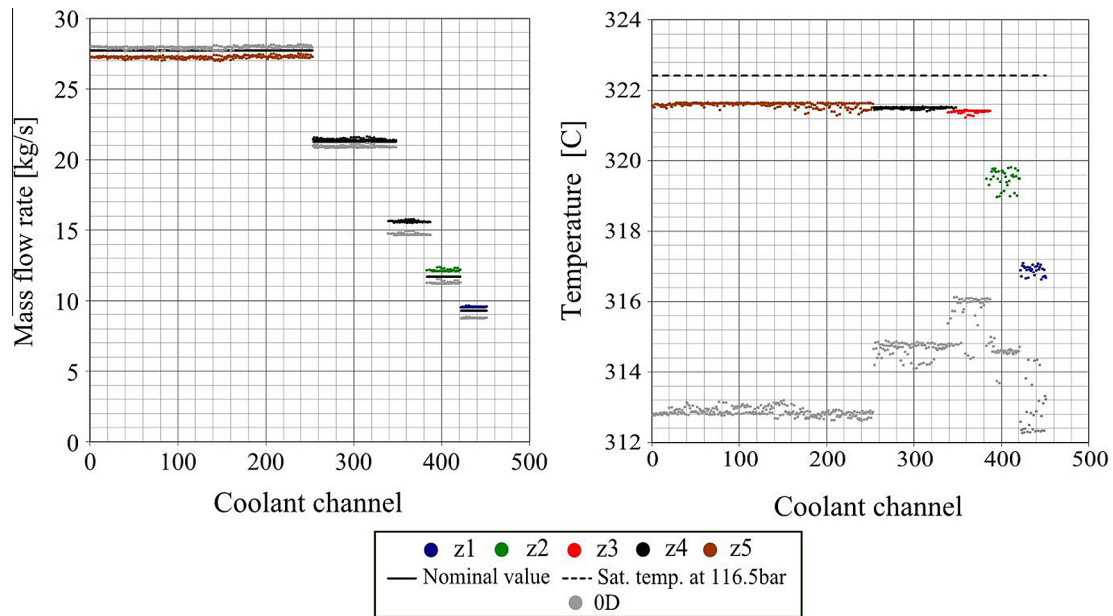 30
25
20
15
10
5
0
Mass flow rate [kg/s]
0 100 200 300 400 500
Coolant channel
324
322
320
318
316
314
312
Temperature [C]
0 100 200 300 400 500
Coolant channel
z1 z2 z3 z4 z5
Nominal value Sat. temp. at 116.5bar
0D